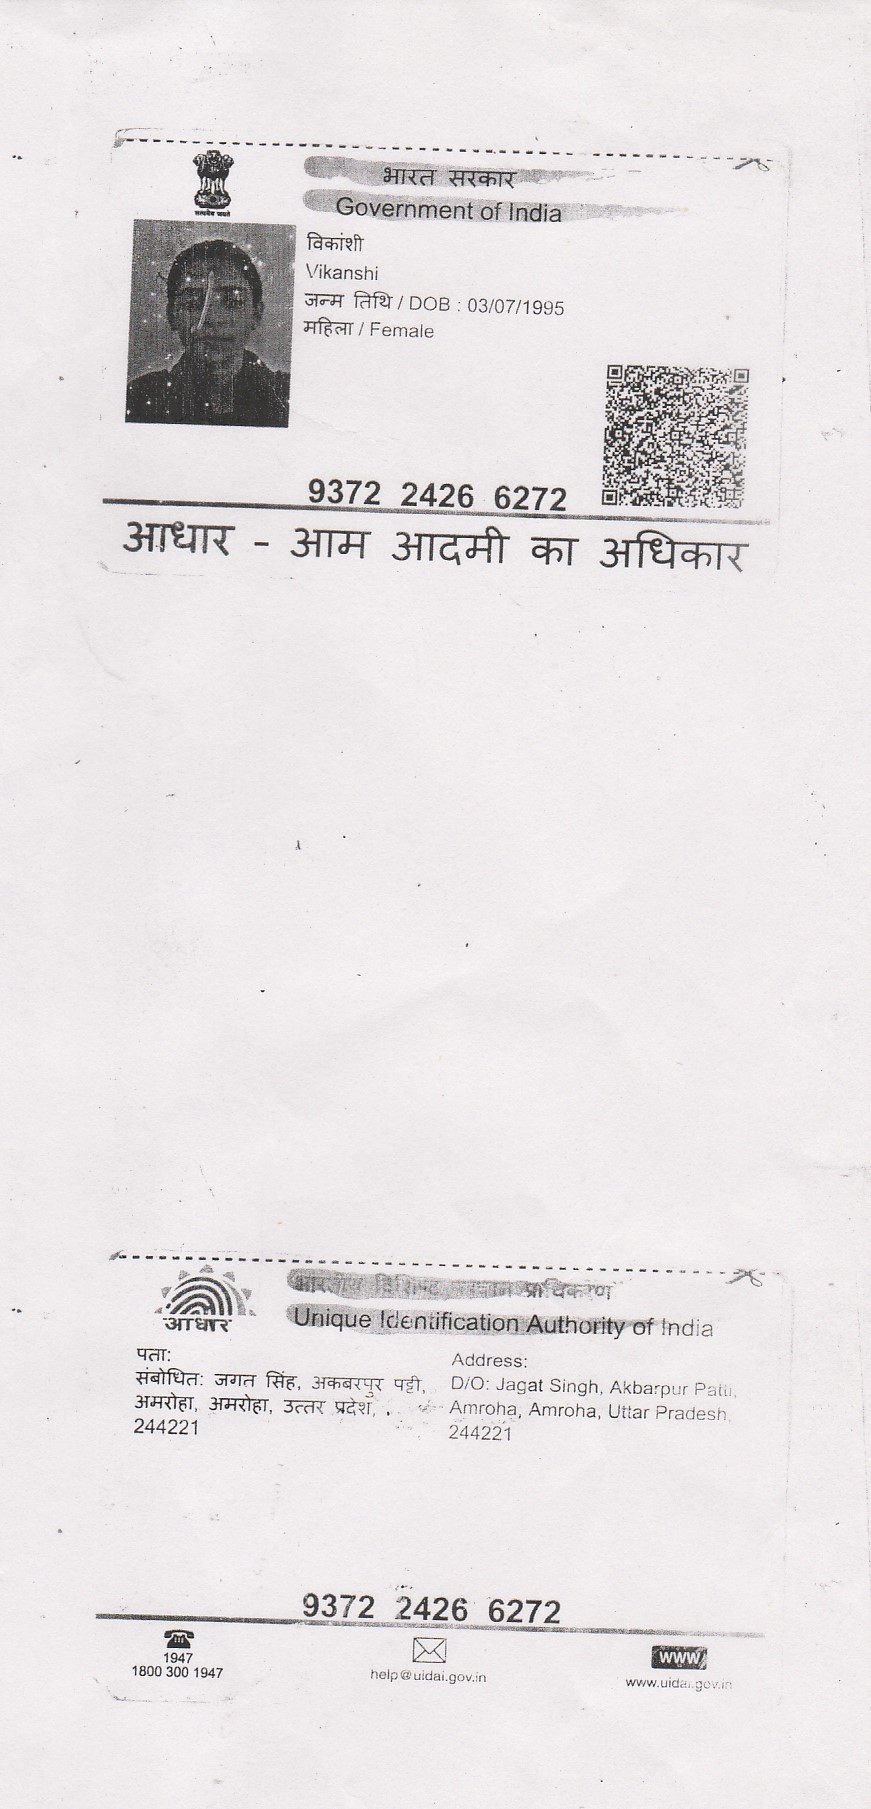 भारत सरकार
Government of India
विकांशी
Vikanshi
जन्म तिथि / DOB : 03/07/1995
महिला / Female
9372 2426 6272
आधार - आम आदमी का अधिकार
भारतीय विशिष्ट पहचान प्राधिकरण
Unique Identification Authority of India
आधार
पता:
संबोधित: जगत सिंह, अकबरपुर पट्टी,
अमरोहा, अमरोहा, उत्तर प्रदेश, .
244221
Address:
D/O: Jagat Singh, Akbarpur Patti,
Amroha, Amroha, Uttar Pradesh,
244221
9372 2426 6272
1947
1800 300 1947
help@uidai.gov.in
www
www.uidai.gov.in